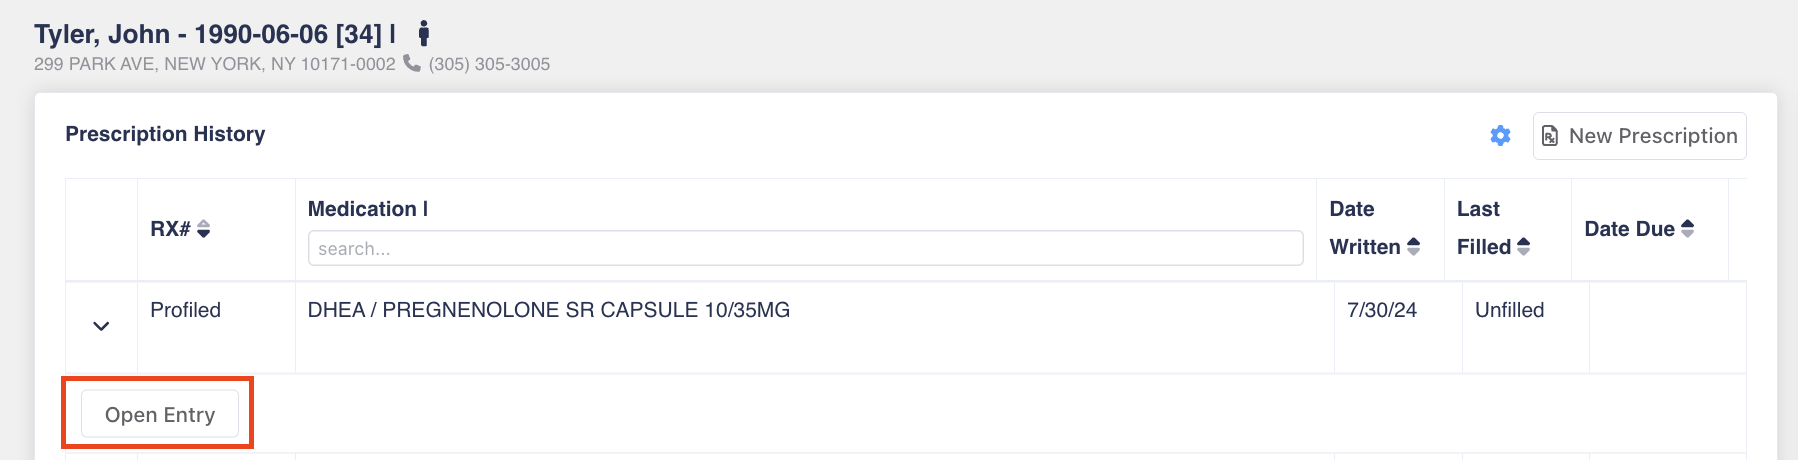 Tyler, John - 1990-06-06 [34] |
299 PARK AVE, NEW YORK, NY 10171-0002 (305) 305-3005
Prescription History
New Prescription
RX#
Medication |
search...
Date Written
Last Filled
Date Due
Profiled
DHEA / PREGNENOLONE SR CAPSULE 10/35MG
7/30/24
Unfilled
Open Entry